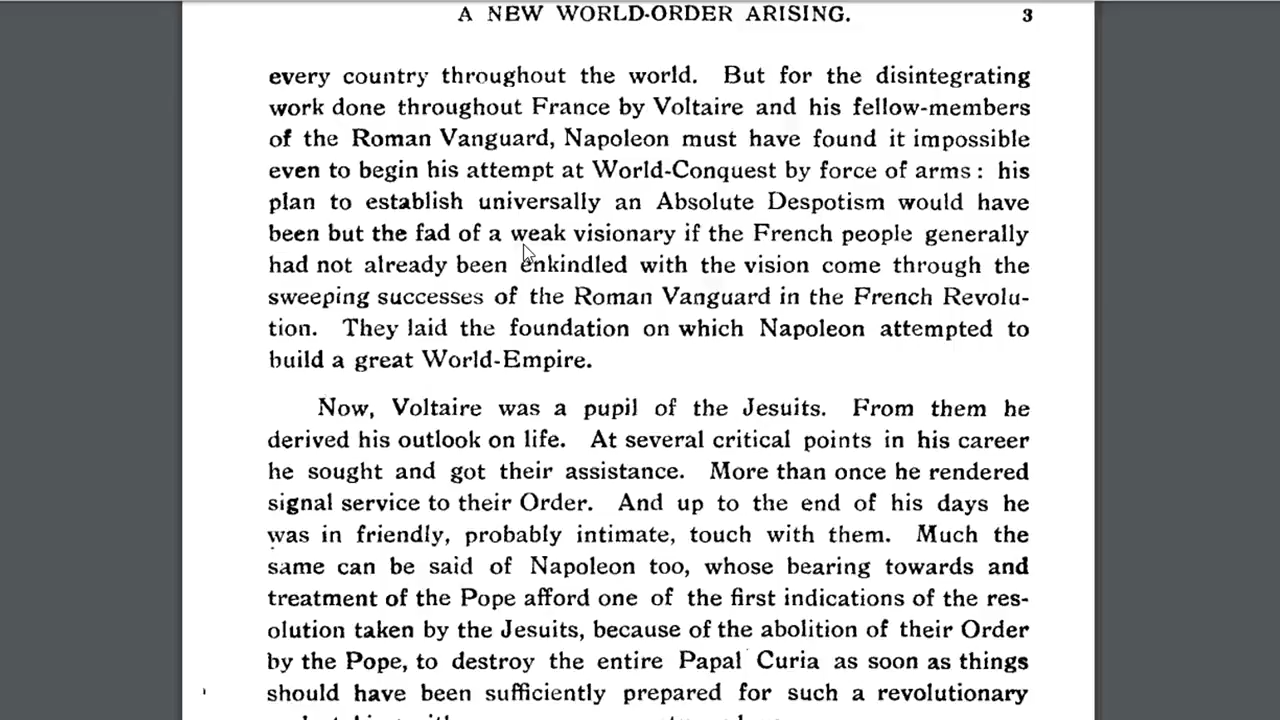 A NEW WORLD-ORDER ARISING. 3
every country throughout the world. But for the disintegrating
work done throughout France by Voltaire and his fellow-members
of the Roman Vanguard, Napoleon must have found it impossible
even to begin his attempt at World-Conquest by force of arms: his
plan to establish universally an Absolute Despotism would have
been but the fad of a weak visionary if the French people generally
had not already been enkindled with the vision come through the
sweeping successes of the Roman Vanguard in the French Revolu-
tion. They laid the foundation on which Napoleon attempted to
build a great World-Empire.
Now, Voltaire was a pupil of the Jesuits. From them he
derived his outlook on life. At several critical points in his career
he sought and got their assistance. More than once he rendered
signal service to their Order. And up to the end of his days he
was in friendly, probably intimate, touch with them. Much the
same can be said of Napoleon too, whose bearing towards and
treatment of the Pope afford one of the first indications of the res-
olution taken by the Jesuits, because of the abolition of their Order
by the Pope, to destroy the entire Papal Curia as soon as things
should have been sufficiently prepared for such a revolutionary